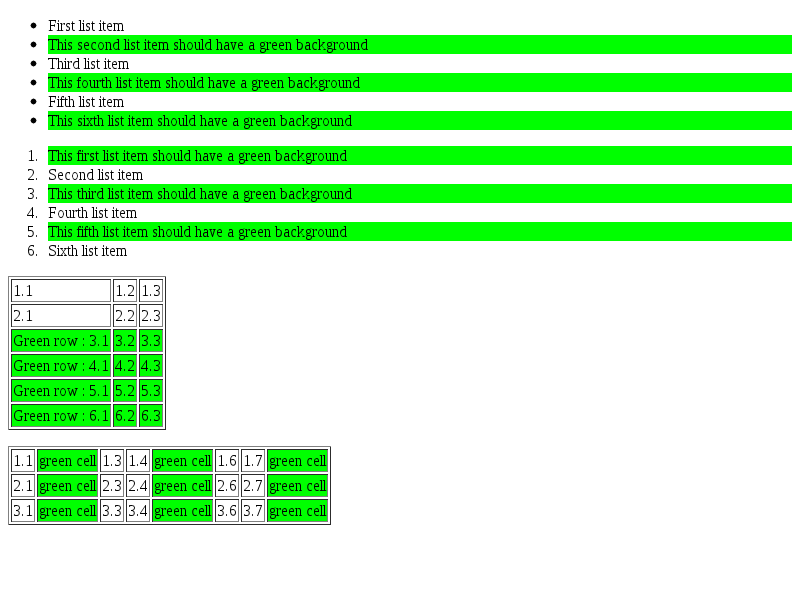 • First list item
• This second list item should have a green background
• Third list item
• This fourth list item should have a green background
• Fifth list item
• This sixth list item should have a green background
1. This first list item should have a green background
2. Second list item
3. This third list item should have a green background
4. Fourth list item
5. This fifth list item should have a green background
6. Sixth list item
1.1 1.2 1.3
2.1 2.2 2.3
Green row : 3.1 3.2 3.3
Green row : 4.1 4.2 4.3
Green row : 5.1 5.2 5.3
Green row : 6.1 6.2 6.3
1.1 green cell 1.3 1.4 green cell 1.6 1.7 green cell
2.1 green cell 2.3 2.4 green cell 2.6 2.7 green cell
3.1 green cell 3.3 3.4 green cell 3.6 3.7 green cell